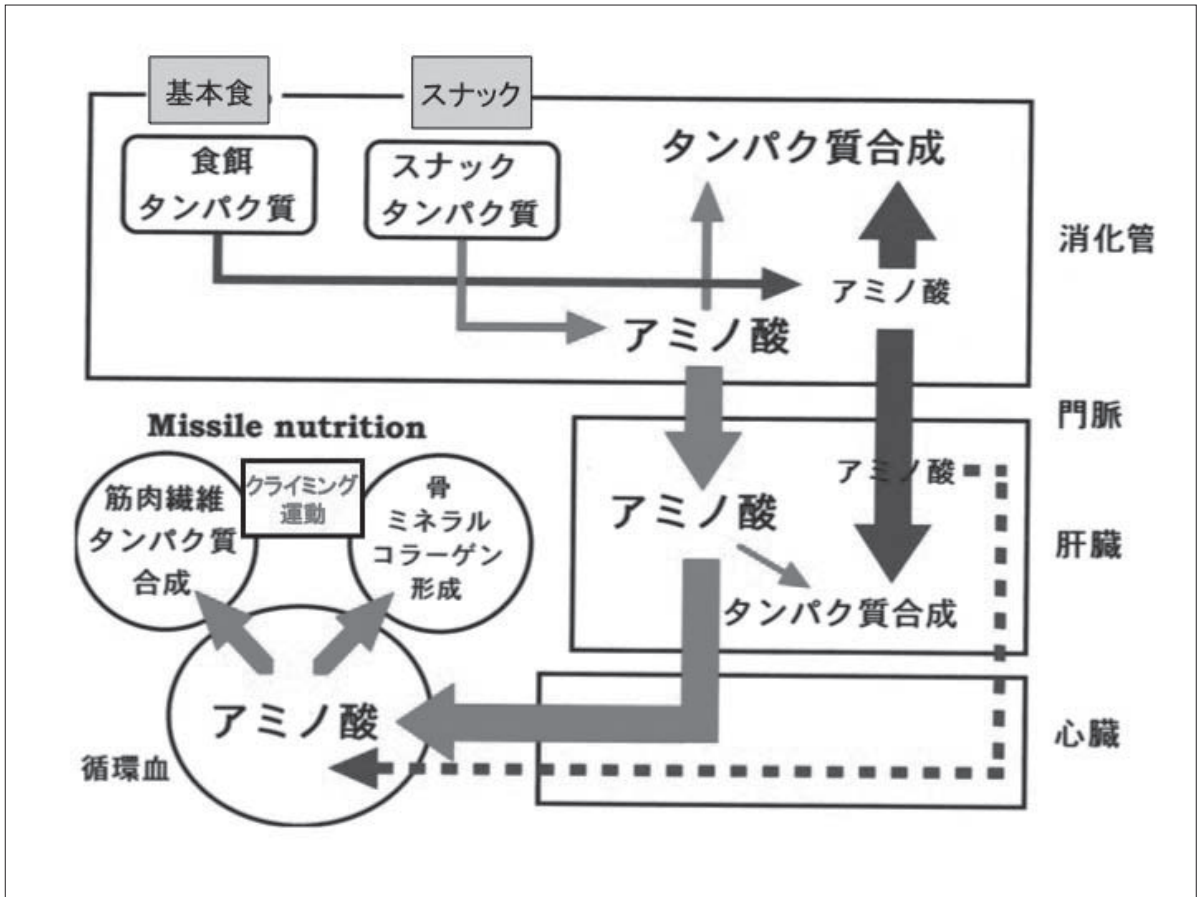 基本食
スナック
食餌
タンパク質
スナック
タンパク質
タンパク質合成
消化管
アミノ酸
アミノ酸
門脈
Missile nutrition
筋肉繊維
タンパク質
合成
クライミング
運動
骨
ミネラル
コラーゲン
形成
アミノ酸
アミノ酸
肝臓
タンパク質合成
アミノ酸
循環血
心臓